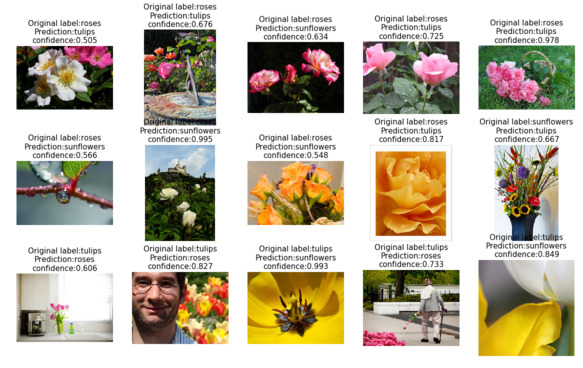 Original label:roses
Prediction:tulips
confidence:0.505
Original label:roses
Prediction:tulips
confidence:0.676
Original label:roses
Prediction:sunflowers
confidence:0.634
Original label:roses
Prediction:tulips
confidence:0.725
Original label:roses
Prediction:tulips
confidence:0.978
Original label:roses
Prediction:sunflowers
confidence:0.566
Prediction:sunflowers
confidence:0.995
Original label:roses
Prediction:sunflowers
confidence:0.548
Original label:roses
Prediction:tulips
confidence:0.817
Original label:sunflowers
Prediction:tulips
confidence:0.667
Original label:tulips
Prediction:roses
confidence:0.606
Original label:tulips
Prediction:roses
confidence:0.827
Original label:tulips
Prediction:sunflowers
confidence:0.993
Original label:tulips
Prediction:roses
confidence:0.733
Original label:tulips
Prediction:sunflowers
confidence:0.849